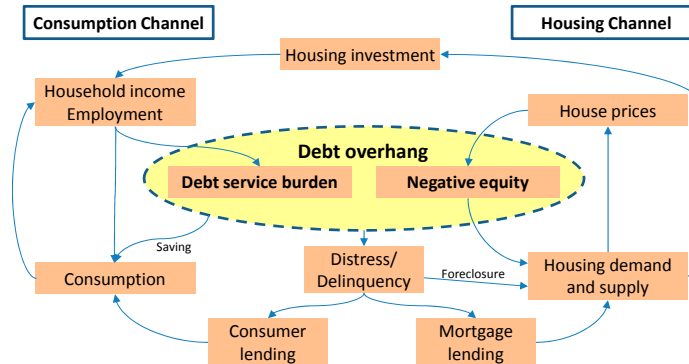 Consumption Channel
Housing Channel
Housing investment
Household income
Employment
House prices
Debt overhang
Debt service burden
Negative equity
Saving
Distress/
Delinquency
Foreclosure
Consumption
Housing demand
and supply
Consumer
lending
Mortgage
lending